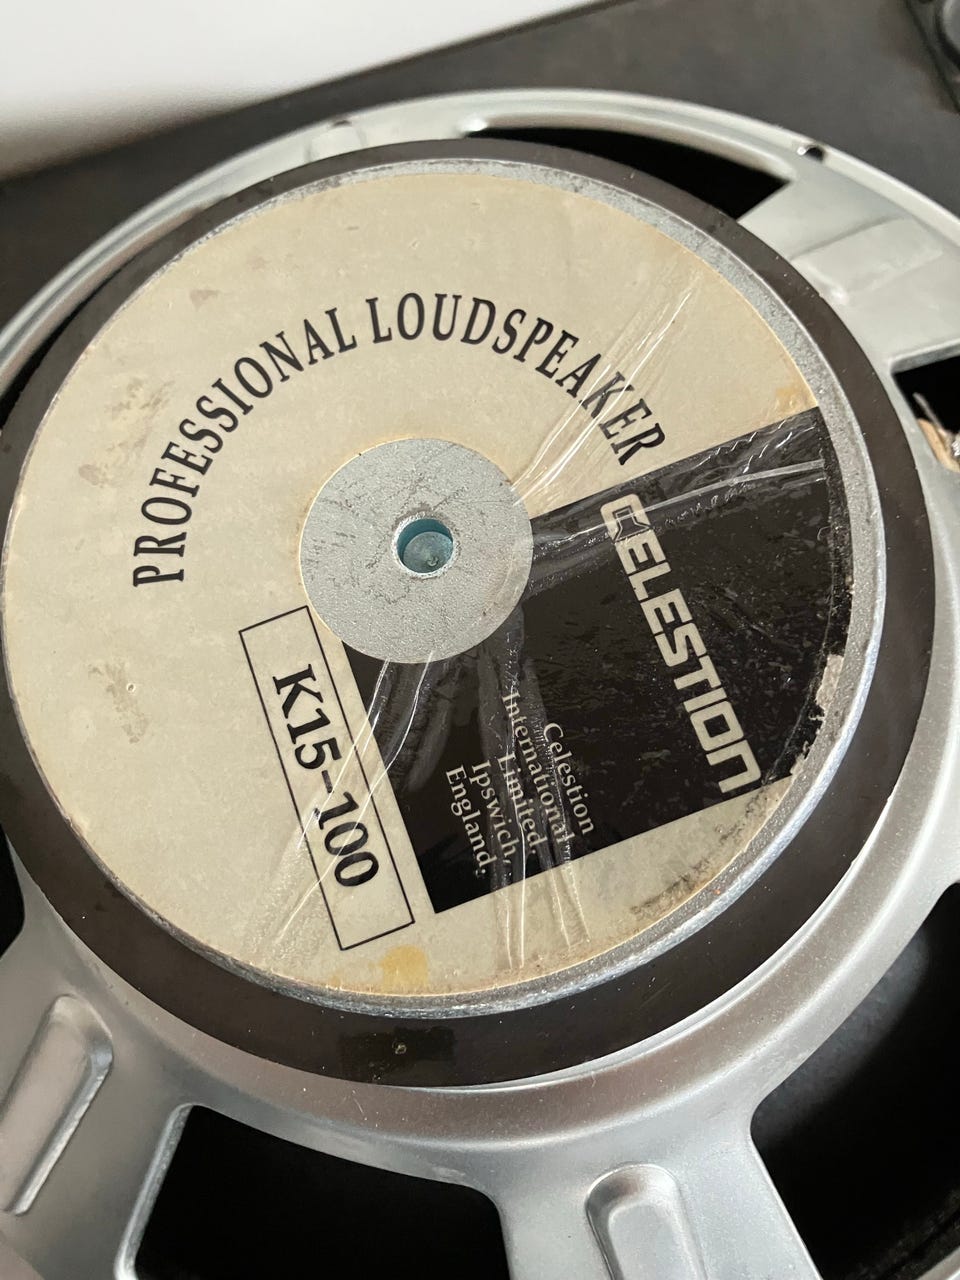 PROFESSIONAL LOUDSPEAKER
CELESTION
Celestion
International
Limited
Ipswich,
England.
K15-100